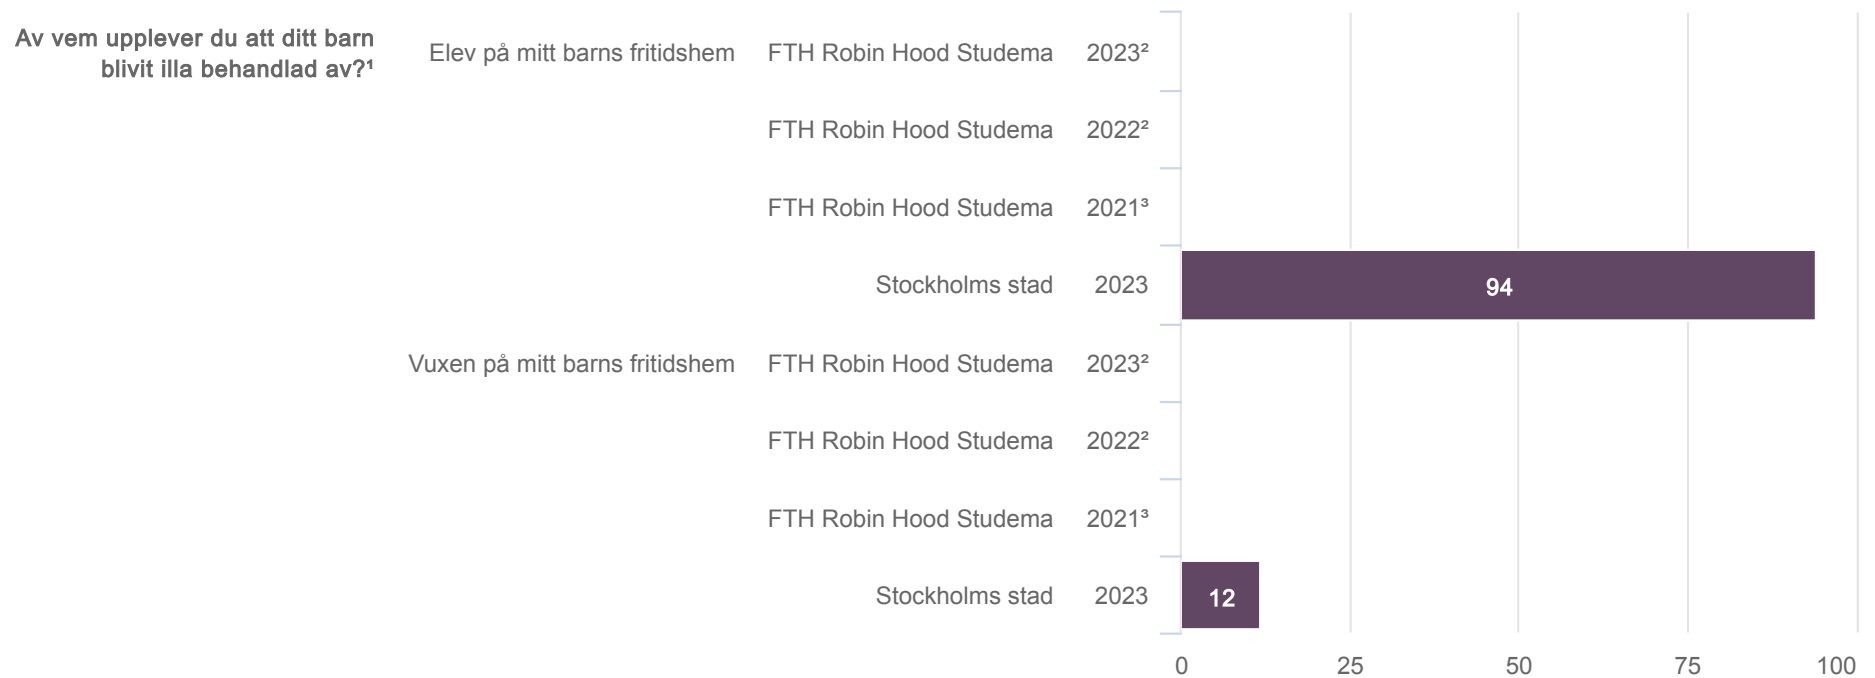 Av vem upplever du att ditt barn
blivit illa behandlad av?¹
Elev på mitt barns fritidshem FTH Robin Hood Studema 2023²
FTH Robin Hood Studema 2022²
FTH Robin Hood Studema 2021³
Stockholms stad 2023 94
Vuxen på mitt barns fritidshem FTH Robin Hood Studema 2023²
FTH Robin Hood Studema 2022²
FTH Robin Hood Studema 2021³
Stockholms stad 2023 12
0 25 50 75 100